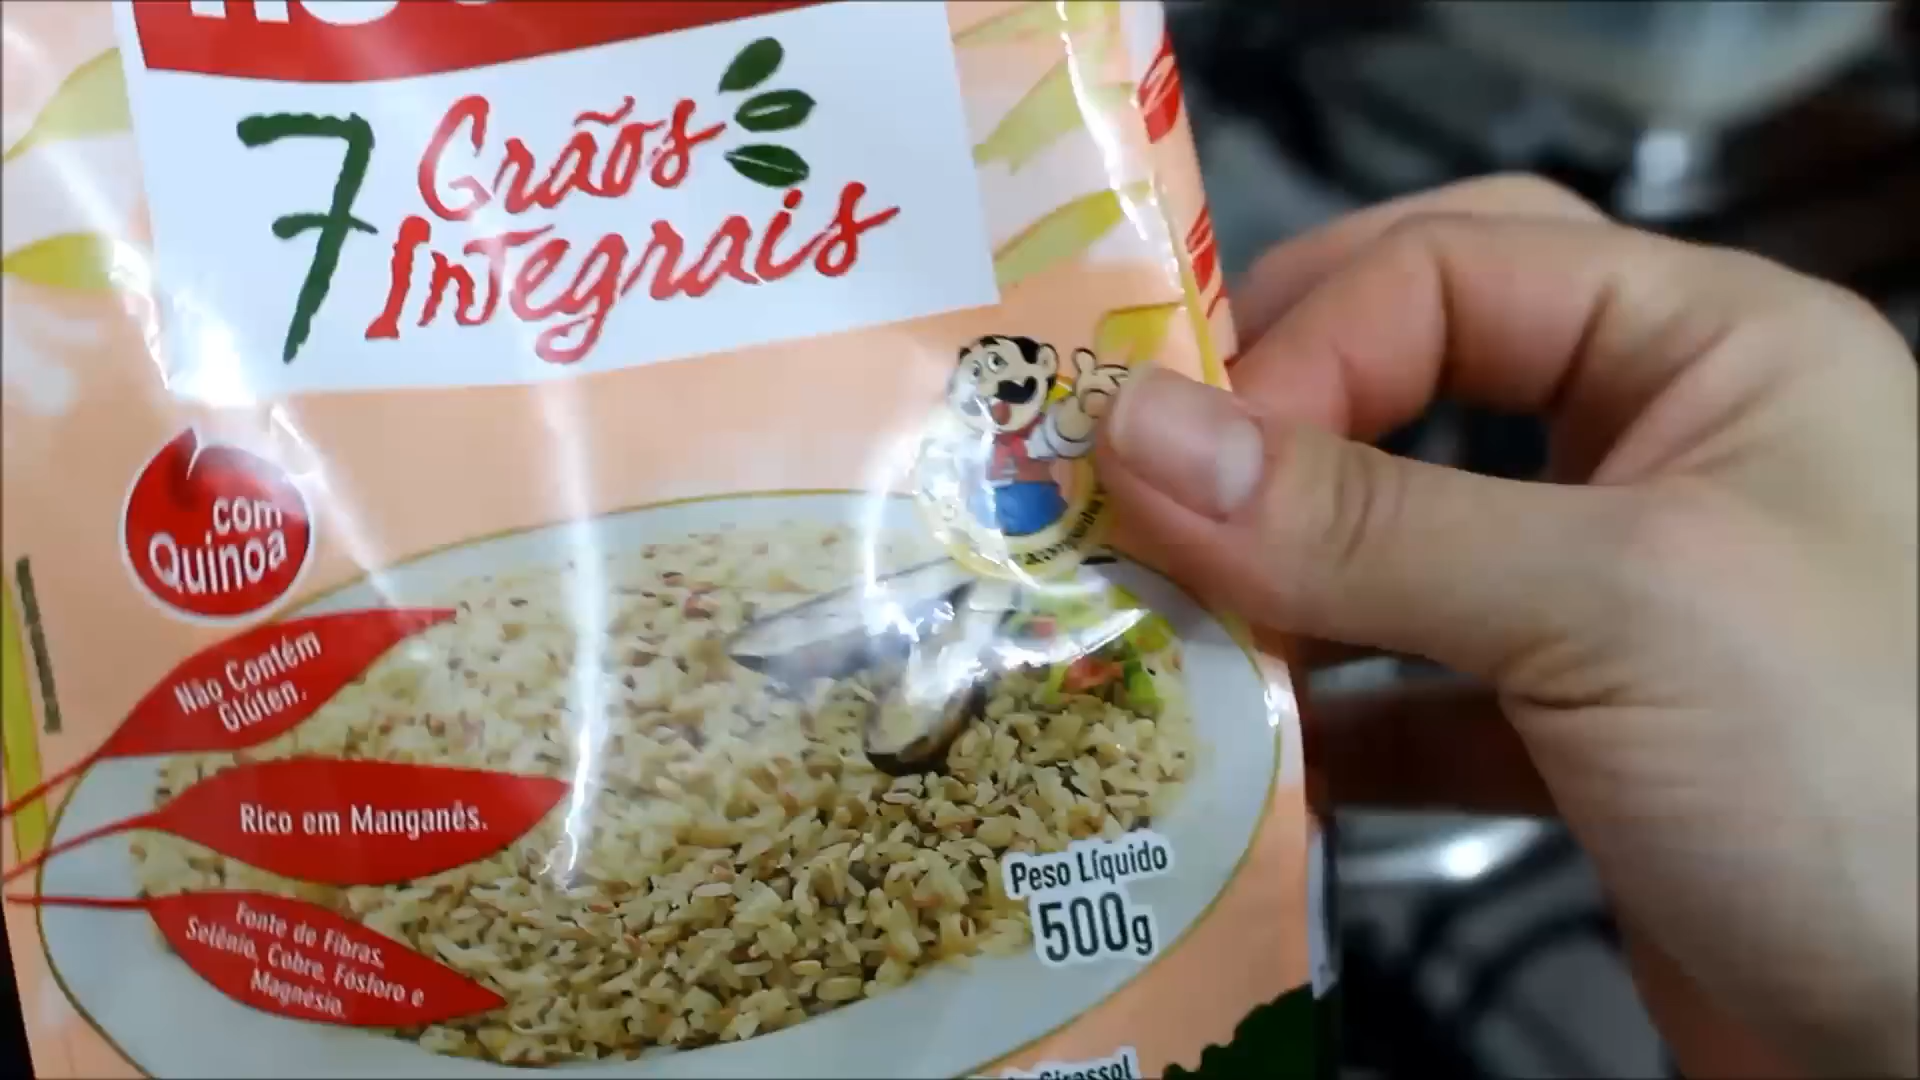 7 Grãos
Integrais
com
Quinoa
Não Contém
Glúten.
Rico em Manganês.
Fonte de Fibras,
Selênio, Cobre, Fósforo e
Magnésio.
Peso Líquido
500g
Girassol